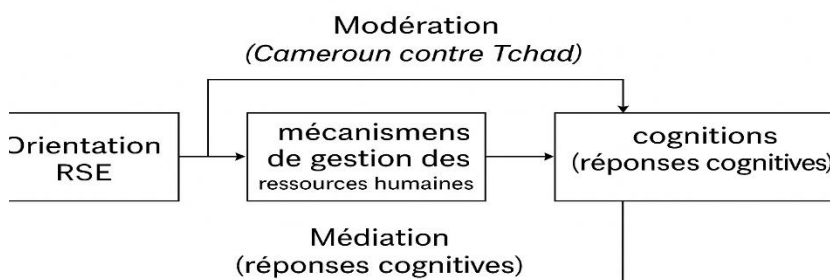 Modération
(Cameroun contre Tchad)
Orientation
RSE
mécanismens
de gestion des
ressources humaines
cognitions
(réponses cognitives)
Médiation
(réponses cognitives)